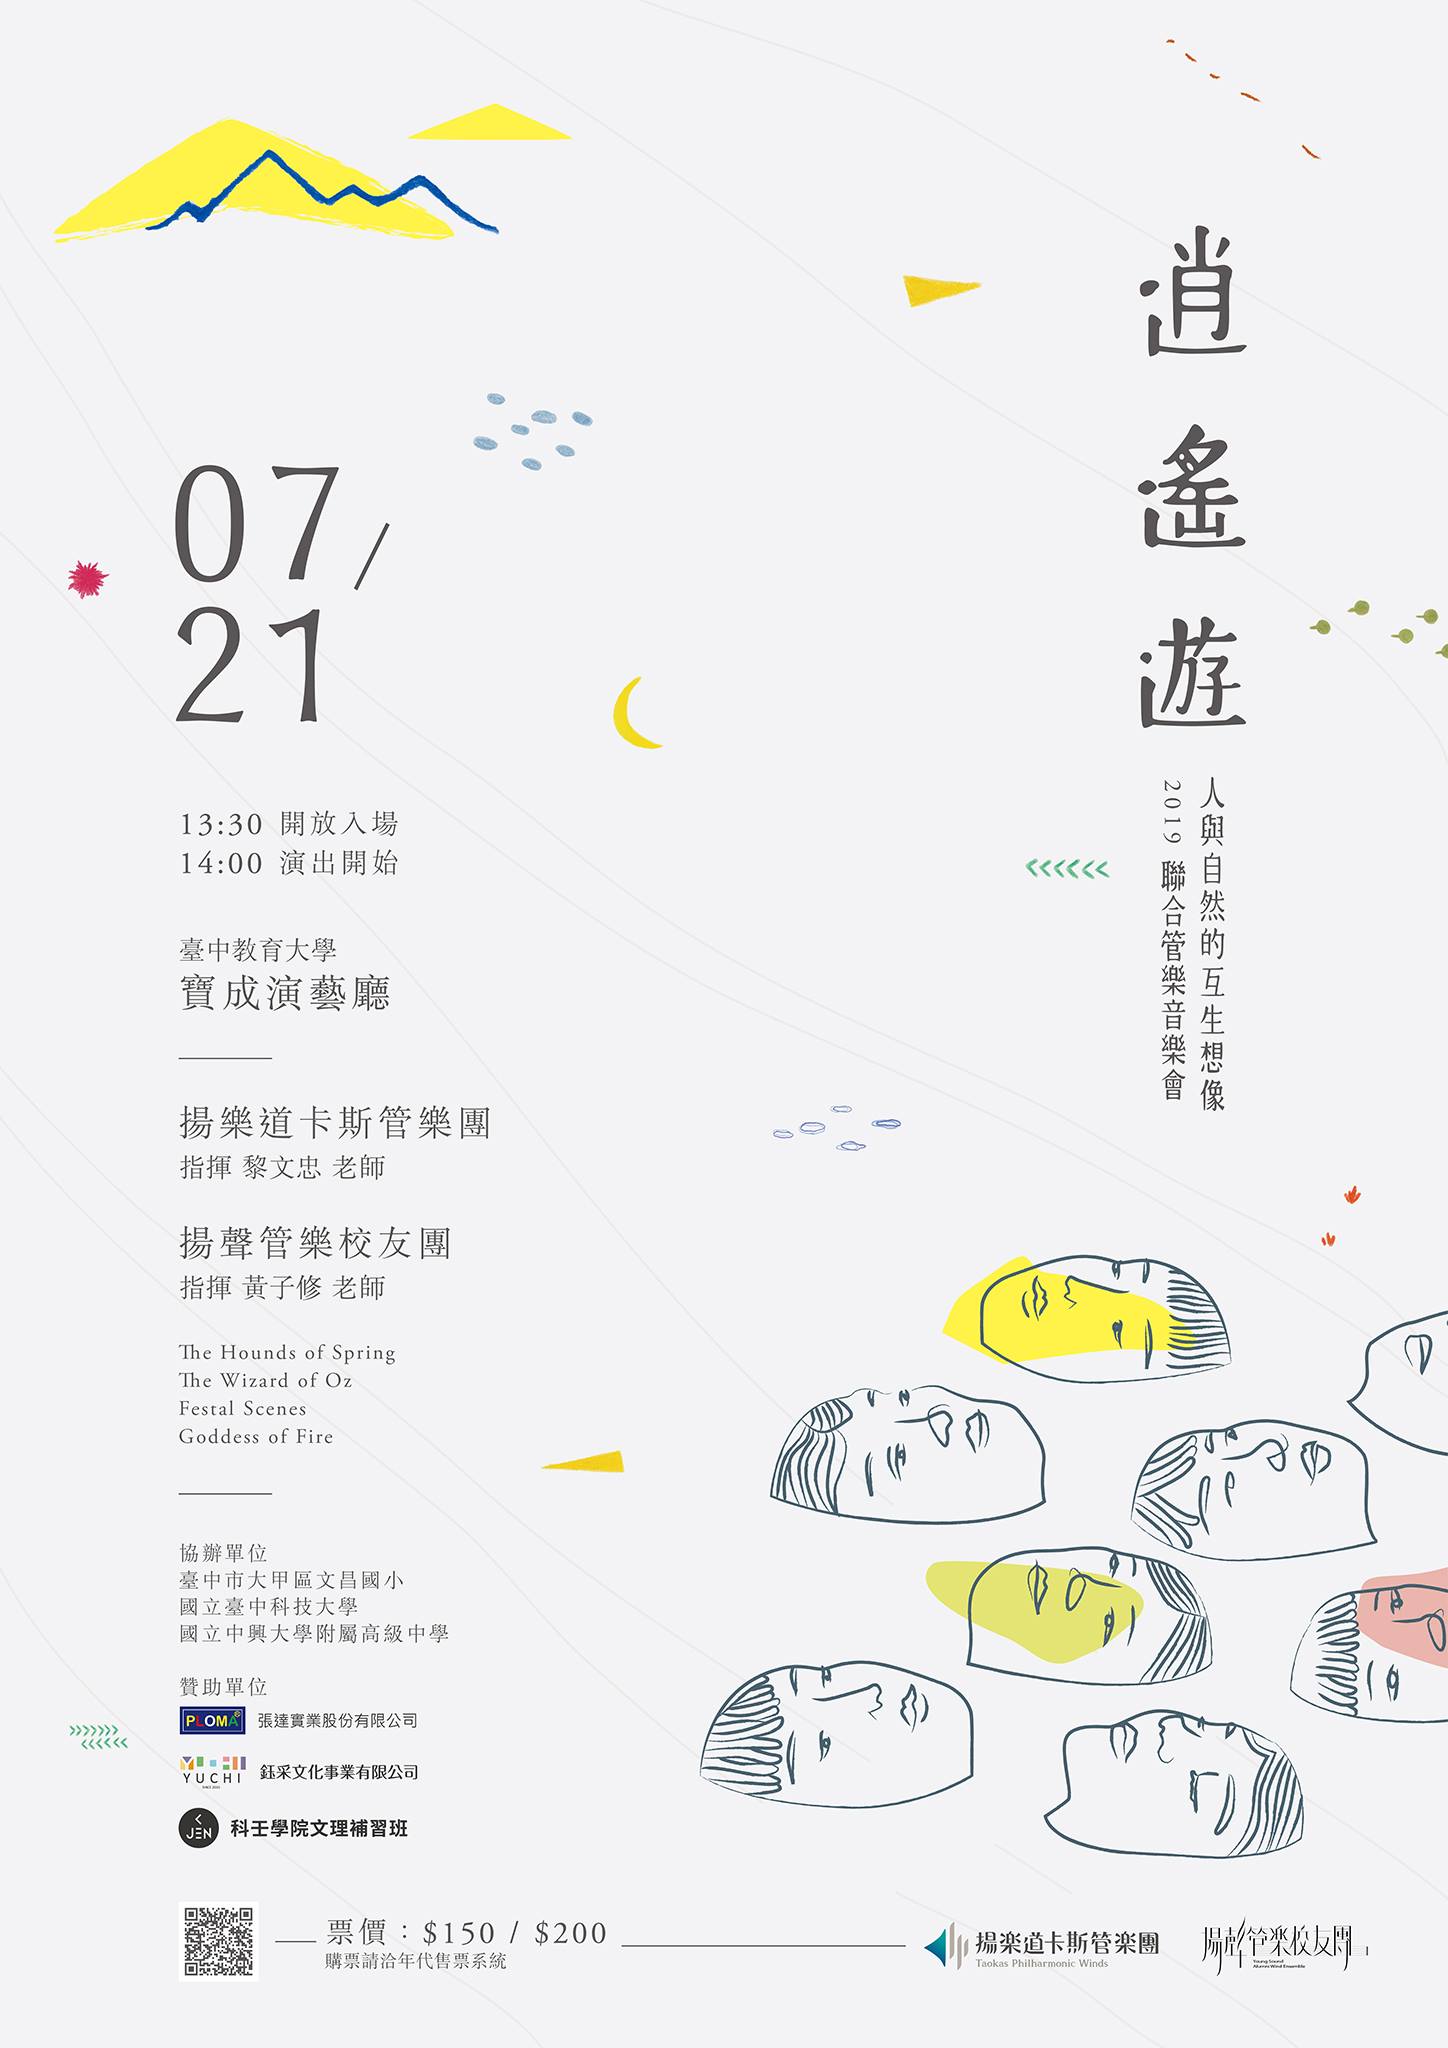 逍遙遊
人與自然的互生想像
2019 聯合管樂音樂會
07/
21
13:30 開放入場
14:00 演出開始
臺中教育大學
寶成演藝廳
揚樂道卡斯管樂團
指揮 黎文忠 老師
揚聲管樂校友團
指揮 黃子修 老師
The Hounds of Spring
The Wizard of Oz
Festal Scenes
Goddess of Fire
協辦單位
臺中市大甲區文昌國小
國立臺中科技大學
國立中興大學附屬高級中學
贊助單位
PLOMA® 張達實業股份有限公司
YUCHI 鈺采文化事業有限公司
JEN 科壬學院文理補習班
票價：$150 / $200
購票請洽年代售票系統
揚樂道卡斯管樂團
Taokas Philharmonic Winds
揚聲管樂校友團
Young Sound
Alumni Wind Ensemble